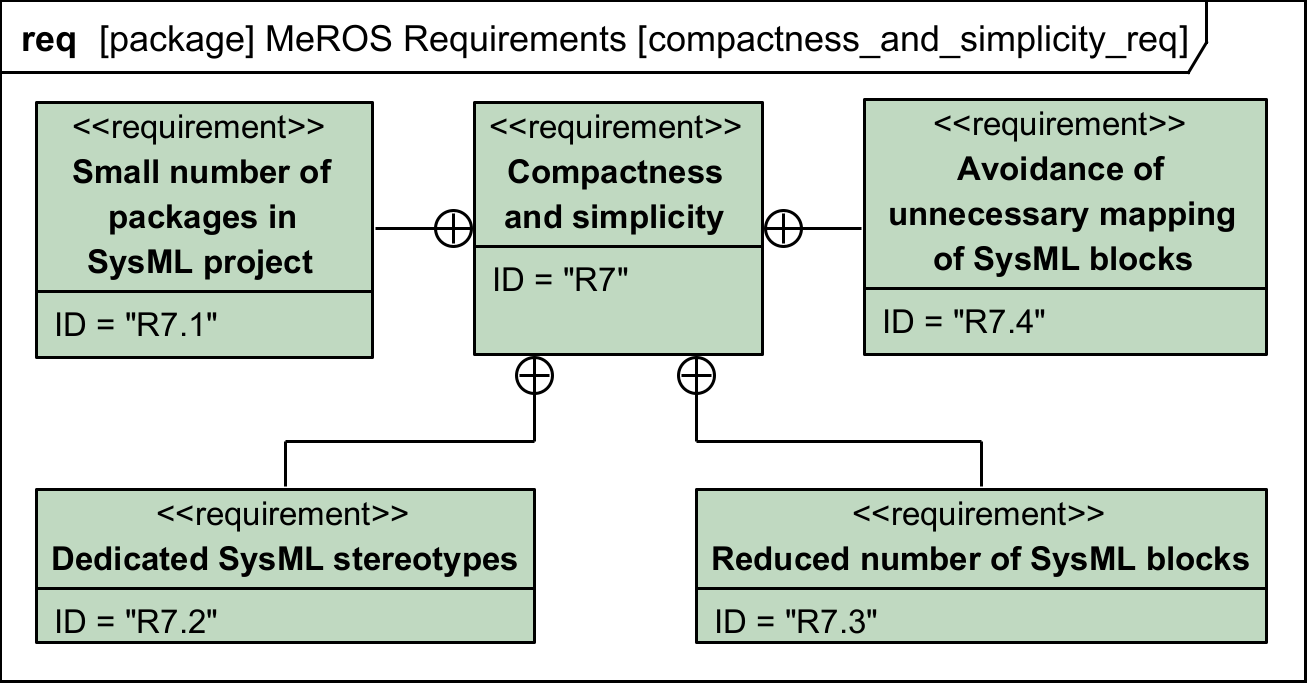 req [package] MeROS Requirements [compactness_and_simplicity_req]
<<requirement>>
Small number of
packages in
SysML project
ID = "R7.1"
<<requirement>>
Compactness
and simplicity
ID = "R7"
<<requirement>>
Avoidance of
unnecessary mapping
of SysML blocks
ID = "R7.4"
<<requirement>>
Dedicated SysML stereotypes
ID = "R7.2"
<<requirement>>
Reduced number of SysML blocks
ID = "R7.3"